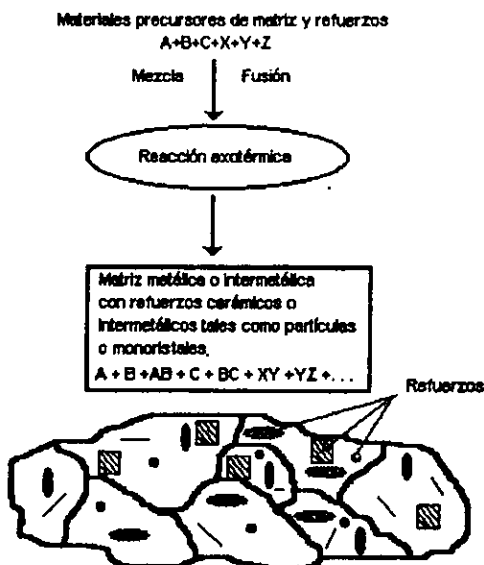 Materiales precursores de matriz y refuerzos
A+B+C+X+Y+Z
Mezcla Fusión
Reacción exotérmica
Matriz metálica o intermetálica
con refuerzos cerámicos o
intermetálicos tales como partículas
o monoristales.
A + B +AB + C + BC + XY +YZ +...
Refuerzos